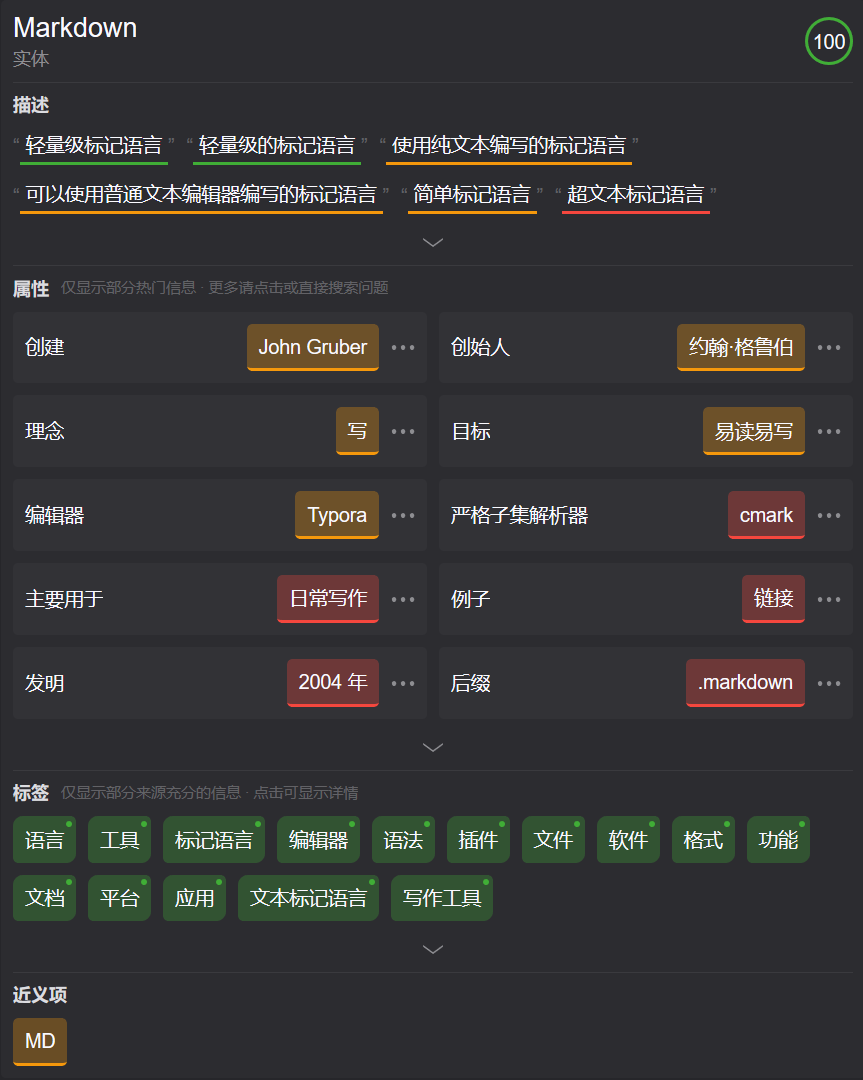 Markdown
100
实体
描述
“ 轻量级标记语言 ” “ 轻量级的标记语言 ” “ 使用纯文本编写的标记语言 ”
“ 可以使用普通文本编辑器编写的标记语言 ” “ 简单标记语言 ” “ 超文本标记语言 ”
属性 仅显示部分热门信息 · 更多请点击或直接搜索问题
创建 John Gruber ••• 创始人 约翰·格鲁伯 •••
理念 写 ••• 目标 易读易写 •••
编辑器 Typora ••• 严格子集解析器 cmark •••
主要用于 日常写作 ••• 例子 链接 •••
发明 2004 年 ••• 后缀 .markdown •••
标签 仅显示部分来源充分的信息 · 点击可显示详情
语言 工具 标记语言 编辑器 语法 插件 文件 软件 格式 功能
文档 平台 应用 文本标记语言 写作工具
近义项
MD